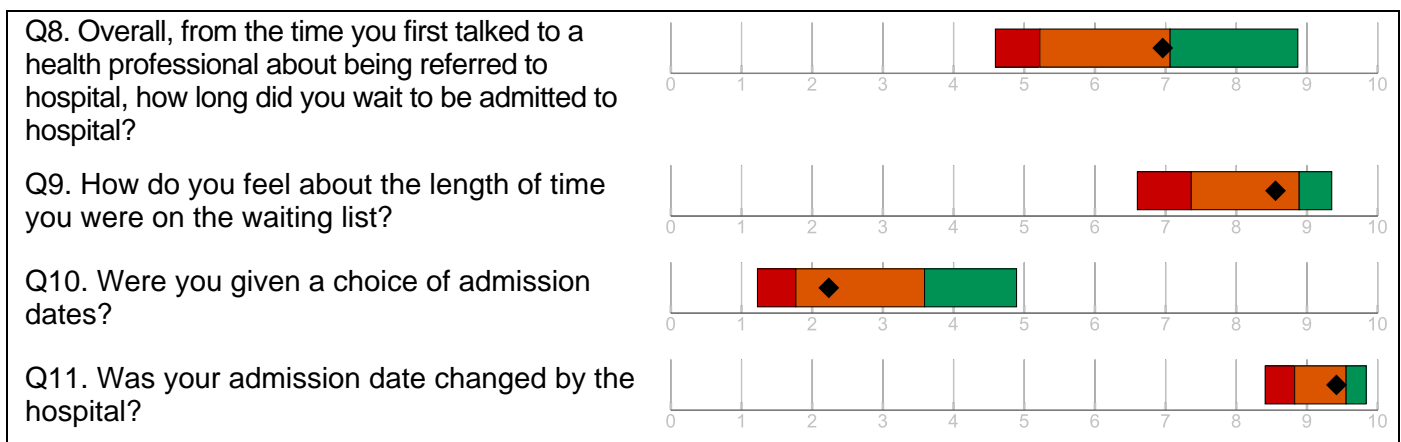 Q8. Overall, from the time you first talked to a
health professional about being referred to
hospital, how long did you wait to be admitted to
hospital?
0 1 2 3 4 5 6 7 8 9 10
Q9. How do you feel about the length of time
you were on the waiting list?
0 1 2 3 4 5 6 7 8 9 10
Q10. Were you given a choice of admission
dates?
0 1 2 3 4 5 6 7 8 9 10
Q11. Was your admission date changed by the
hospital?
0 1 2 3 4 5 6 7 8 9 10